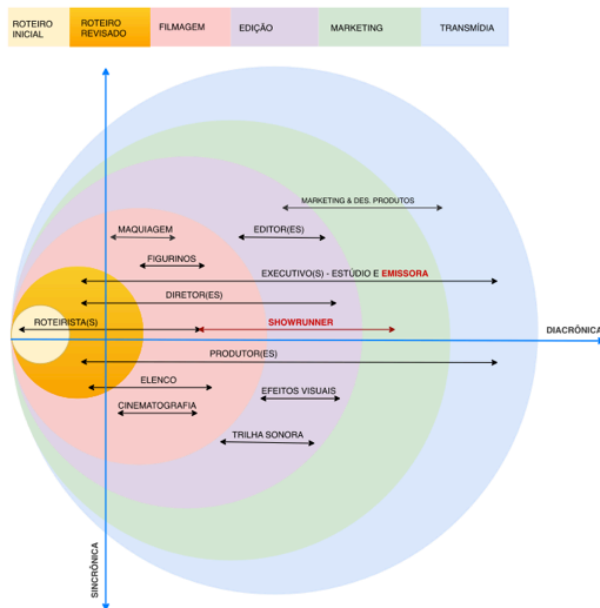 ROTEIRO
INICIAL
ROTEIRO
REVISADO
FILMAGEM
EDIÇÃO
MARKETING
TRANSMÍDIA
MARKETING & DES. PRODUTOS
MAQUIAGEM
EDITOR(ES)
FIGURINOS
EXECUTIVO(S) - ESTÚDIO E EMISSORA
DIRETOR(ES)
ROTEIRISTA(S)
SHOWRUNNER
DIACRÔNICA
PRODUTOR(ES)
ELENCO
EFEITOS VISUAIS
CINEMATOGRAFIA
TRILHA SONORA
SINCRÔNICA